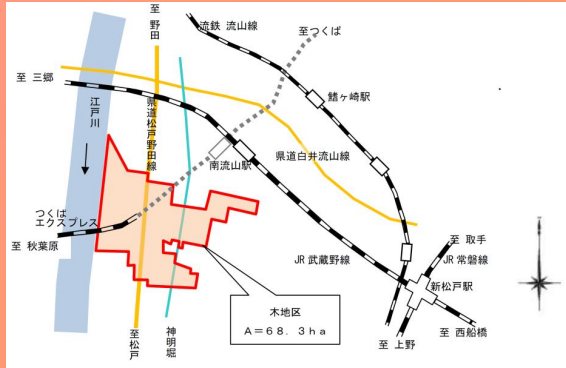 至 野田
流鉄 流山線
至つくば
至 三郷
江戸川
県道松戸野田線
鰭ヶ崎駅
県道白井流山線
南流山駅
つくば
エクスプレス
至 秋葉原
至 取手
JR 常磐線
JR 武蔵野線
新松戸駅
木地区
A=68.3ha
至松戸
神明堀
至 上野
至 西船橋